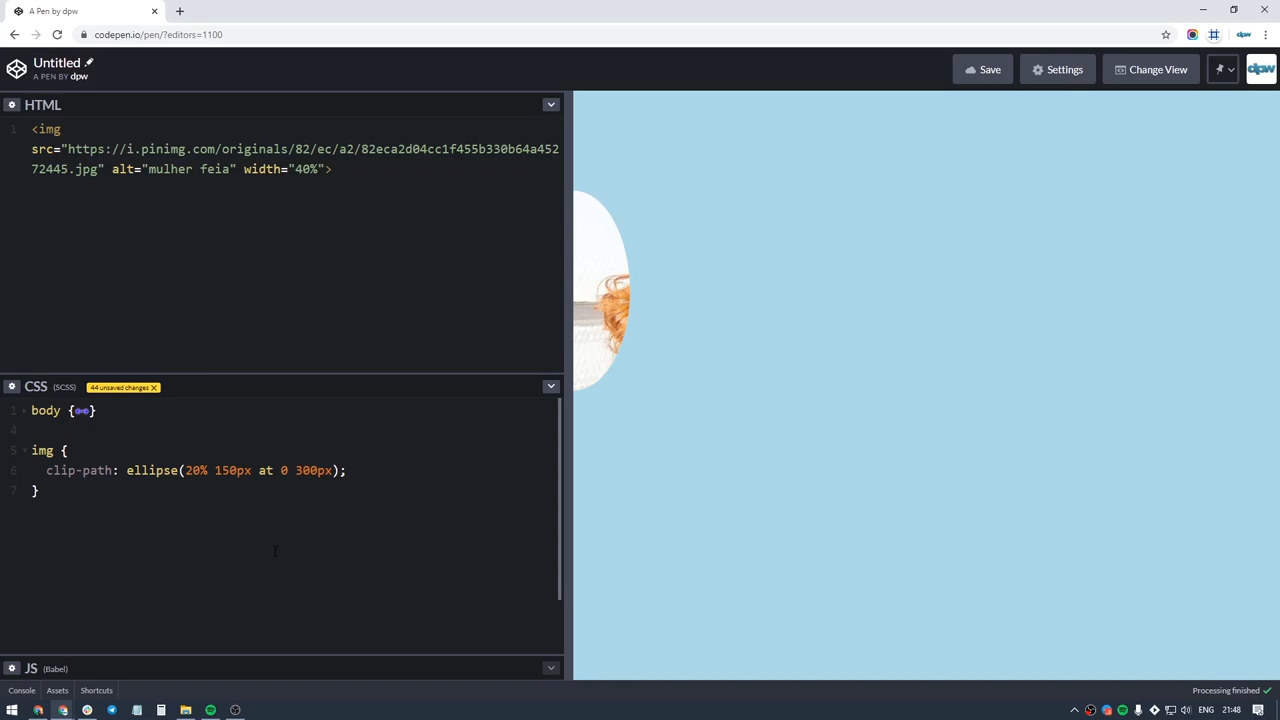 A Pen by dpw
codepen.io/pen/?editors=1100
dpw
Untitled
A PEN BY dpw
Save
Settings
Change View
dpw
HTML
1 <img
src="https://i.pinimg.com/originals/82/ec/a2/82eca2d04cc1f455b330b64a452
72445.jpg" alt="mulher feia" width="40%">
CSS (SCSS) 44 unsaved changes X
1 body {}
4
5 img {
6 clip-path: ellipse(20% 150px at 0 300px);
7 }
JS (Babel)
Console Assets Shortcuts
Processing finished
ENG 21:48